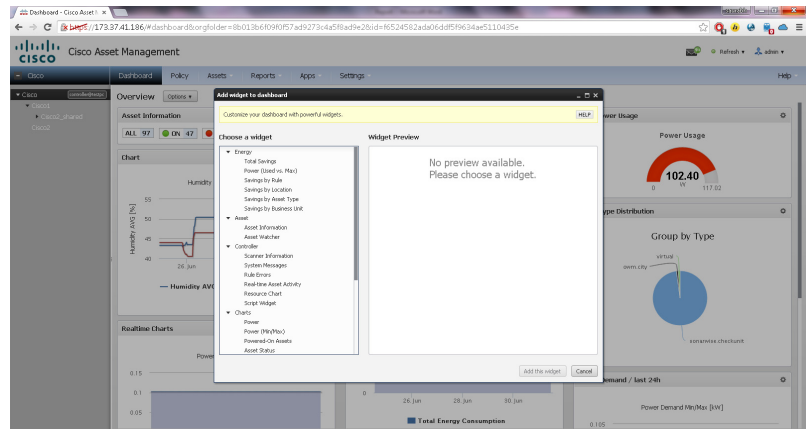 Dashboard - Cisco Asset M
https://173.37.41.186/#dashboard&:orgfolder=8b013b6f09f0f57ad9273c4a5f8ad9e2&id=f6524582ada06ddf5f9634ae5110435e
CISCO Cisco Asset Management
Refresh admin
Cisco Dashboard Policy Assets Reports Apps Settings Help
Cisco
Cisco1
Cisco2_shared
Cisco2
Overview Options
Asset Information
ALL 97 ON 47
Chart
Humidity
Humidity AVG [%]
55
50
45
40
26 Jun
Humidity AVG
Realtime Charts
Power
0.15
0.1
0.05
Add widget to dashboard
Customize your dashboard with powerful widgets.
HELP
Choose a widget
Energy
Total Savings
Power (Used vs. Max)
Savings by Rule
Savings by Location
Savings by Asset Type
Savings by Business Unit
Asset
Asset Information
Asset Watcher
Controller
Scanner Information
System Messages
Rule Errors
Real-time Asset Activity
Resource Chart
Script Widget
Charts
Power
Power (Min/Max)
Powered-On Assets
Asset Status
Widget Preview
No preview available.
Please choose a widget.
Add this widget Cancel
0
26 Jun 28 Jun 30 Jun
Total Energy Consumption
wer Usage
Power Usage
102.40
0 W 117.02
ype Distribution
Group by Type
virtual
emand / last 24h
Power Demand Min/Max [kW]
0.105